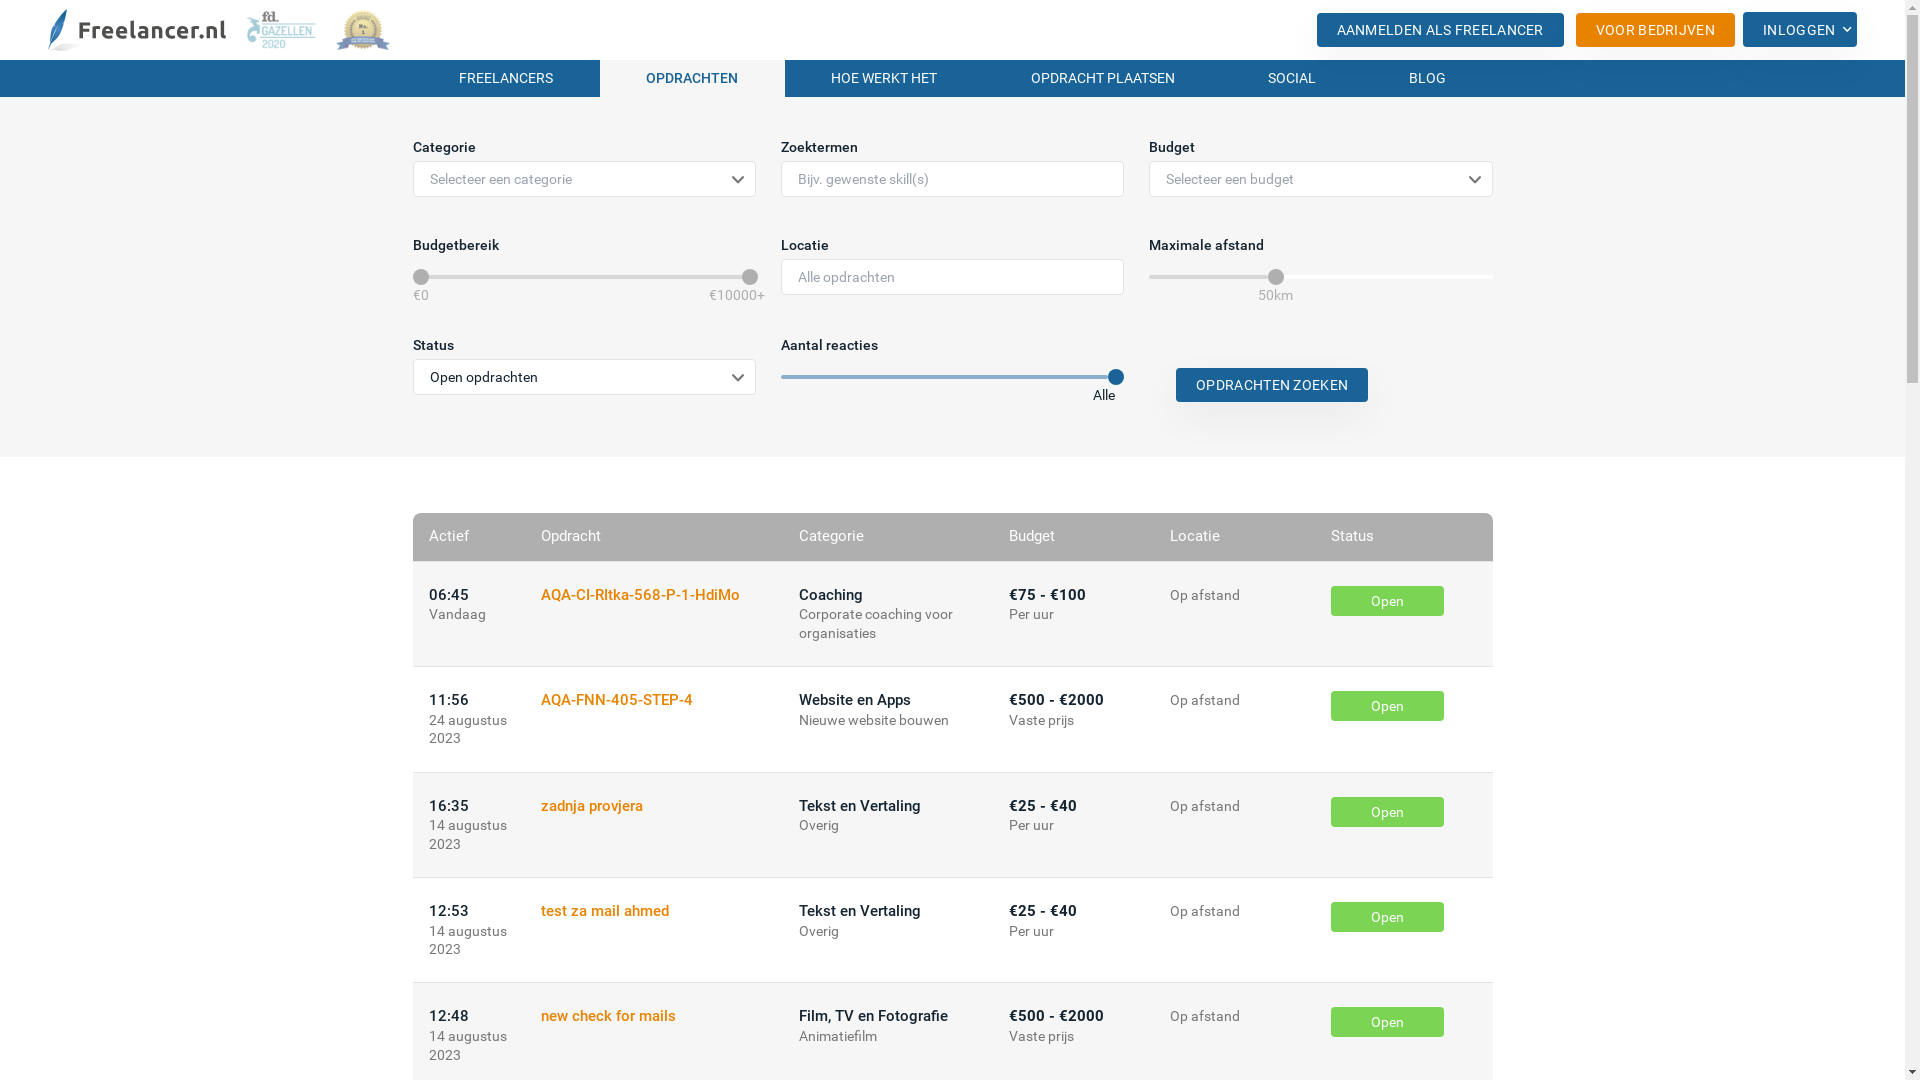 Freelancer.nl
fd.
GAZELLEN
2020
AANMELDEN ALS FREELANCER
VOOR BEDRIJVEN
INLOGGEN
FREELANCERS
OPDRACHTEN
HOE WERKT HET
OPDRACHT PLAATSEN
SOCIAL
BLOG
Categorie
Zoektermen
Budget
Selecteer een categorie
Bijv. gewenste skill(s)
Selecteer een budget
Budgetbereik
Locatie
Maximale afstand
Alle opdrachten
€0
€10000+
50km
Status
Aantal reacties
Open opdrachten
OPDRACHTEN ZOEKEN
Alle
Actief
Opdracht
Categorie
Budget
Locatie
Status
06:45
Vandaag
AQA-CI-RItka-568-P-1-HdiMo
Coaching
Corporate coaching voor
organisaties
€75 - €100
Per uur
Op afstand
Open
11:56
24 augustus
2023
AQA-FNN-405-STEP-4
Website en Apps
Nieuwe website bouwen
€500 - €2000
Vaste prijs
Op afstand
Open
16:35
14 augustus
2023
zadnja provjera
Tekst en Vertaling
Overig
€25 - €40
Per uur
Op afstand
Open
12:53
14 augustus
2023
test za mail ahmed
Tekst en Vertaling
Overig
€25 - €40
Per uur
Op afstand
Open
12:48
14 augustus
2023
new check for mails
Film, TV en Fotografie
Animatiefilm
€500 - €2000
Vaste prijs
Op afstand
Open